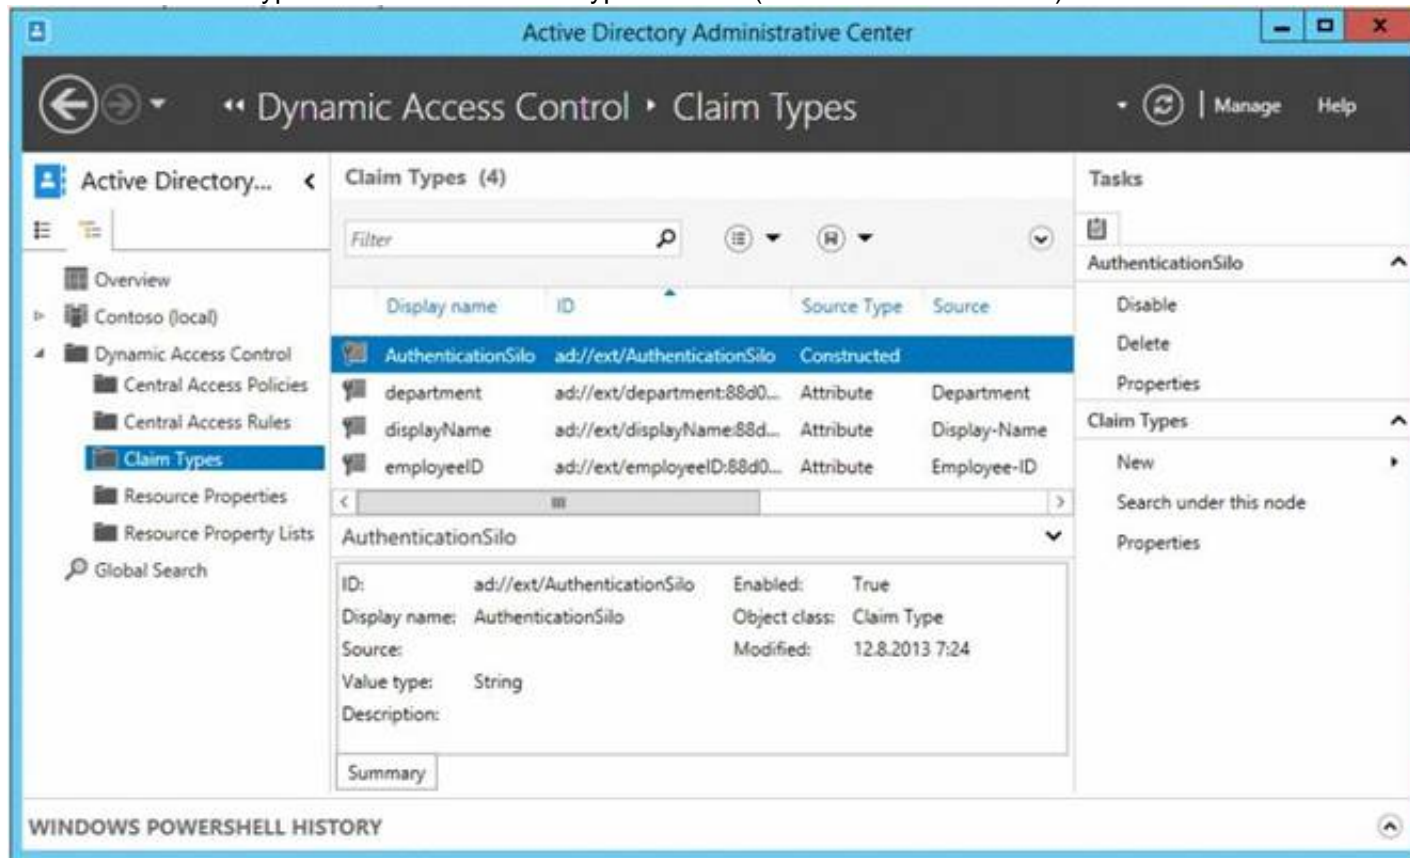 Active Directory Administrative Center
Dynamic Access Control ‣ Claim Types
Manage Help
Active Directory...
Overview
Contoso (local)
Dynamic Access Control
Central Access Policies
Central Access Rules
Claim Types
Resource Properties
Resource Property Lists
Global Search
Claim Types (4)
Filter
Display name ID Source Type Source
AuthenticationSilo ad://ext/AuthenticationSilo Constructed
department ad://ext/department:88d0... Attribute Department
displayName ad://ext/displayName:88d... Attribute Display-Name
employeeID ad://ext/employeeID:88d0... Attribute Employee-ID
AuthenticationSilo
ID: ad://ext/AuthenticationSilo Enabled: True
Display name: AuthenticationSilo Object class: Claim Type
Source: Modified: 12.8.2013 7:24
Value type: String
Description:
Summary
Tasks
AuthenticationSilo
Disable
Delete
Properties
Claim Types
New
Search under this node
Properties
WINDOWS POWERSHELL HISTORY